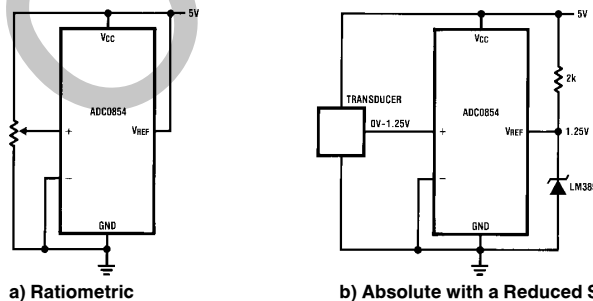 5V
VCC
ADC0854
+
VREF
−
GND
a) Ratiometric
5V
VCC
2k
TRANSDUCER
ADC0854
0V–1.25V
+
VREF
1.25V
−
LM385
GND
b) Absolute with a Reduced S